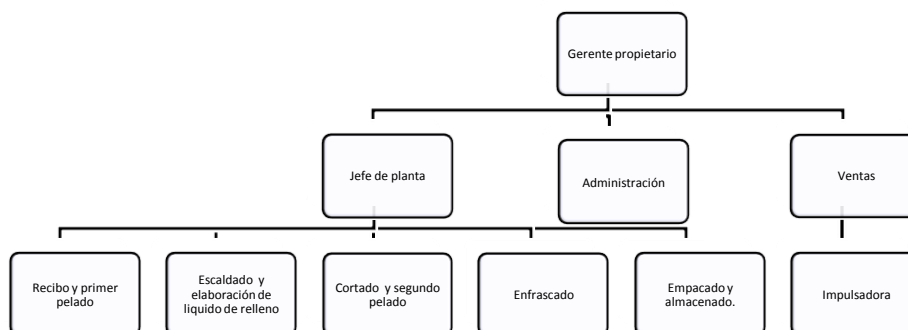 Gerente propietario
Jefe de planta
Administración
Ventas
Recibo y primer
pelado
Escaldado y
elaboración de
liquido de relleno
Cortado y segundo
pelado
Enfrascado
Empacado y
almacenado.
Impulsadora